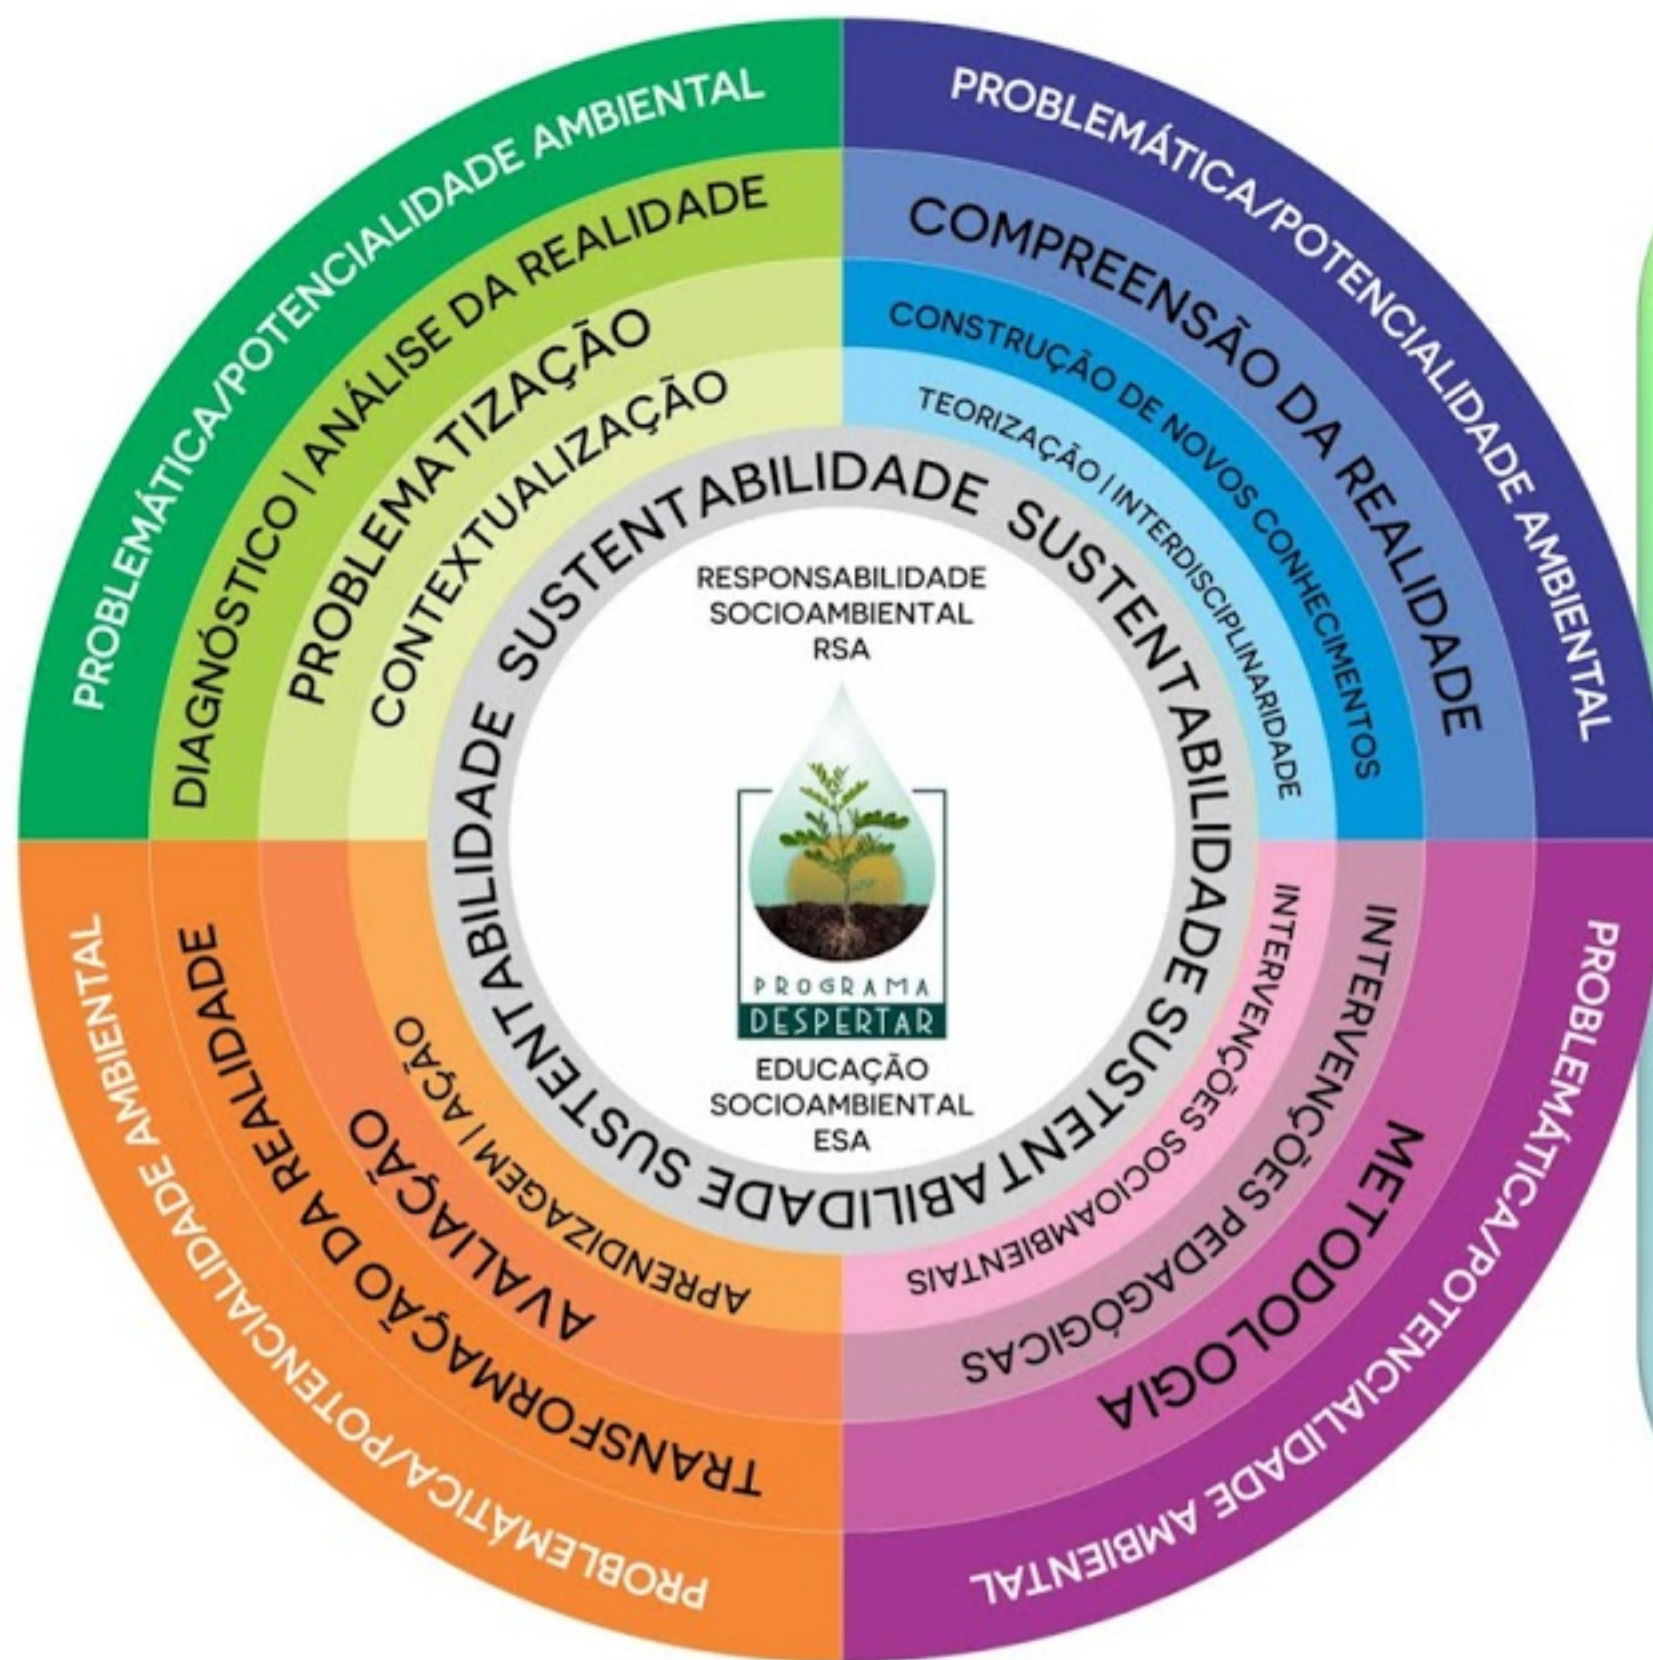 PROBLEMÁTICA/POTENCIALIDADE AMBIENTAL
DIAGNÓSTICO | ANÁLISE DA REALIDADE
PROBLEMATIZAÇÃO
CONTEXTUALIZAÇÃO
PROBLEMÁTICA/POTENCIALIDADE AMBIENTAL
COMPREENSÃO DA REALIDADE
CONSTRUÇÃO DE NOVOS CONHECIMENTOS
TEORIZAÇÃO | INTERDISCIPLINARIDADE
PROBLEMÁTICA/POTENCIALIDADE AMBIENTAL
METODOLOGIA
INTERVENÇÕES PEDAGÓGICAS
INTERVENÇÕES SOCIOAMBIENTAIS
PROBLEMÁTICA/POTENCIALIDADE AMBIENTAL
TRANSFORMAÇÃO DA REALIDADE
AVALIAÇÃO
APRENDIZAGEM | AÇÃO
SUSTENTABILIDADE SUSTENTABILIDADE SUSTENTABILIDADE SUSTENTABILIDADE
RESPONSABILIDADE
SOCIOAMBIENTAL
RSA
PROGRAMA
DESPERTAR
EDUCAÇÃO
SOCIOAMBIENTAL
ESA